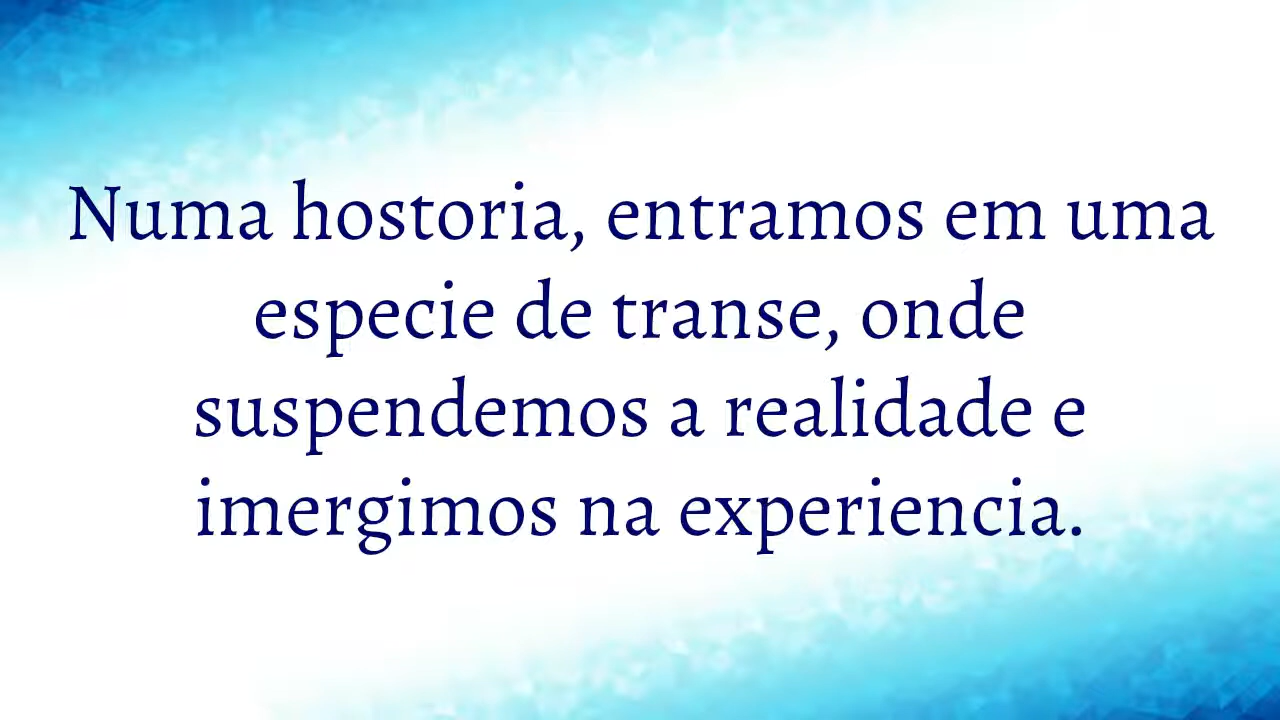 Numa hostoria, entramos em uma
especie de transe, onde
suspendemos a realidade e
imergimos na experiencia.